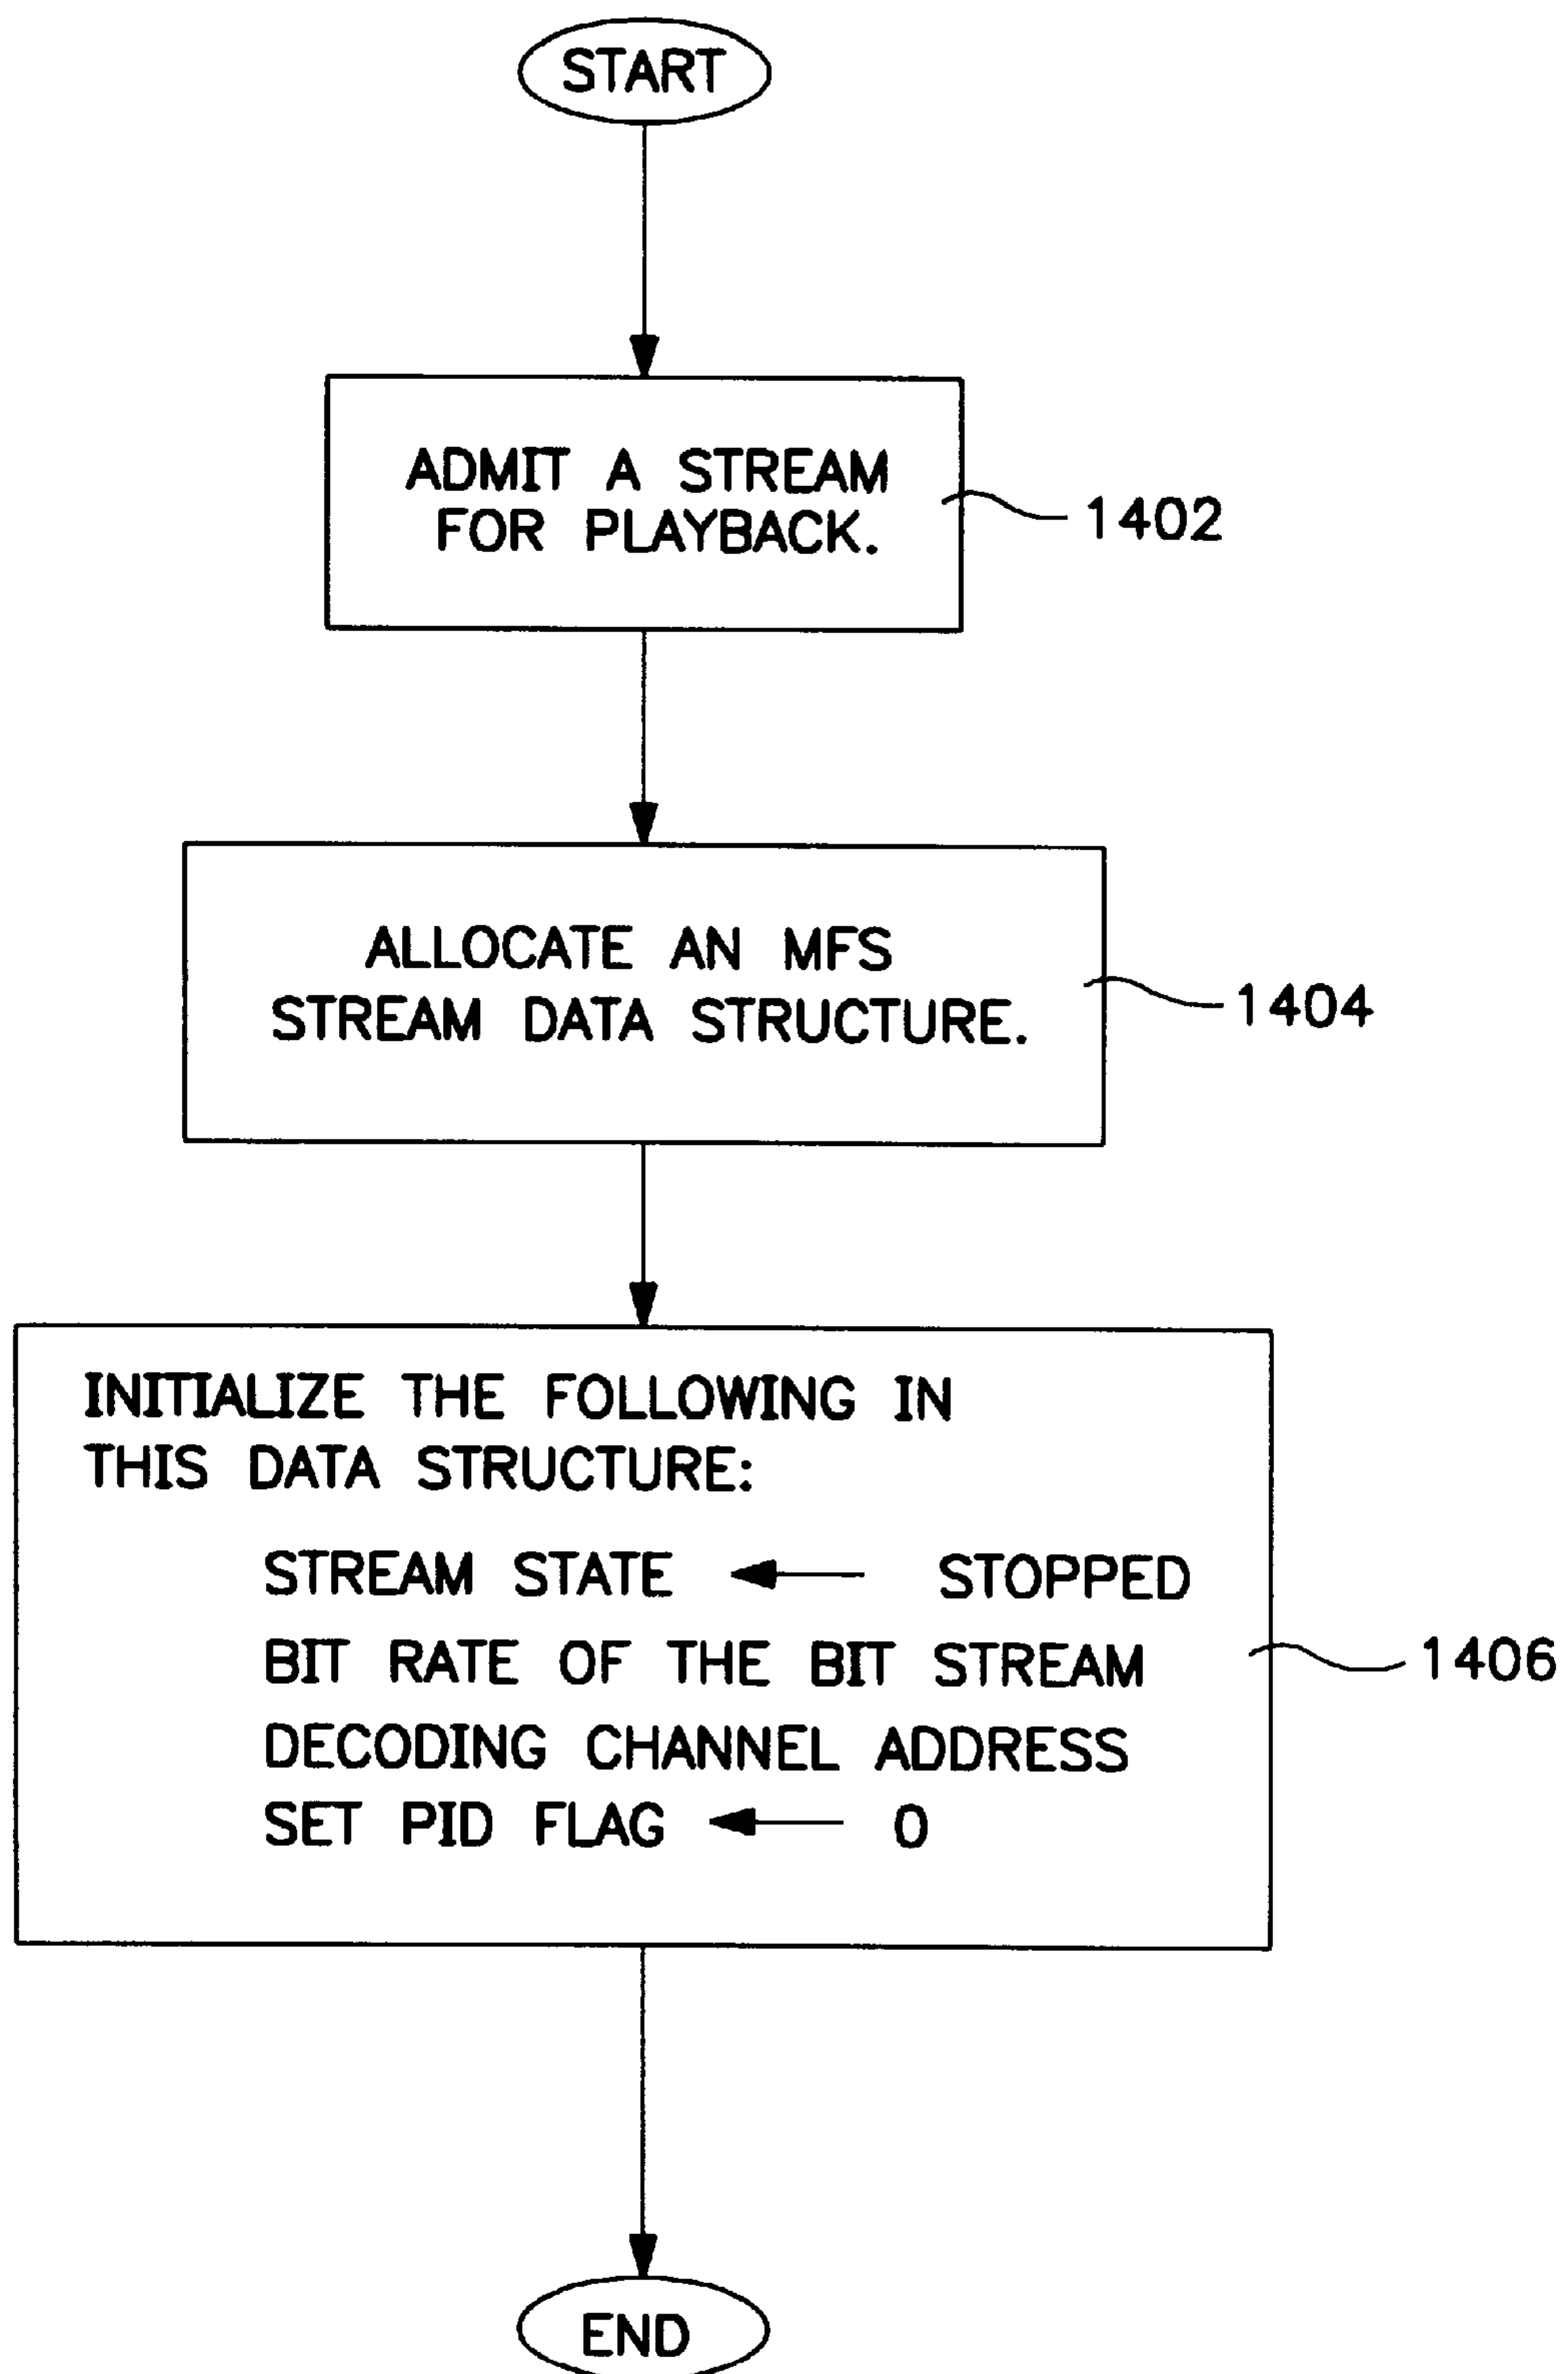 START
ADMIT A STREAM
FOR PLAYBACK.
1402
ALLOCATE AN MFS
STREAM DATA STRUCTURE.
1404
INITIALIZE THE FOLLOWING IN
THIS DATA STRUCTURE:
STREAM STATE ← STOPPED
BIT RATE OF THE BIT STREAM
1406
DECODING CHANNEL ADDRESS
SET PID FLAG ← 0
END